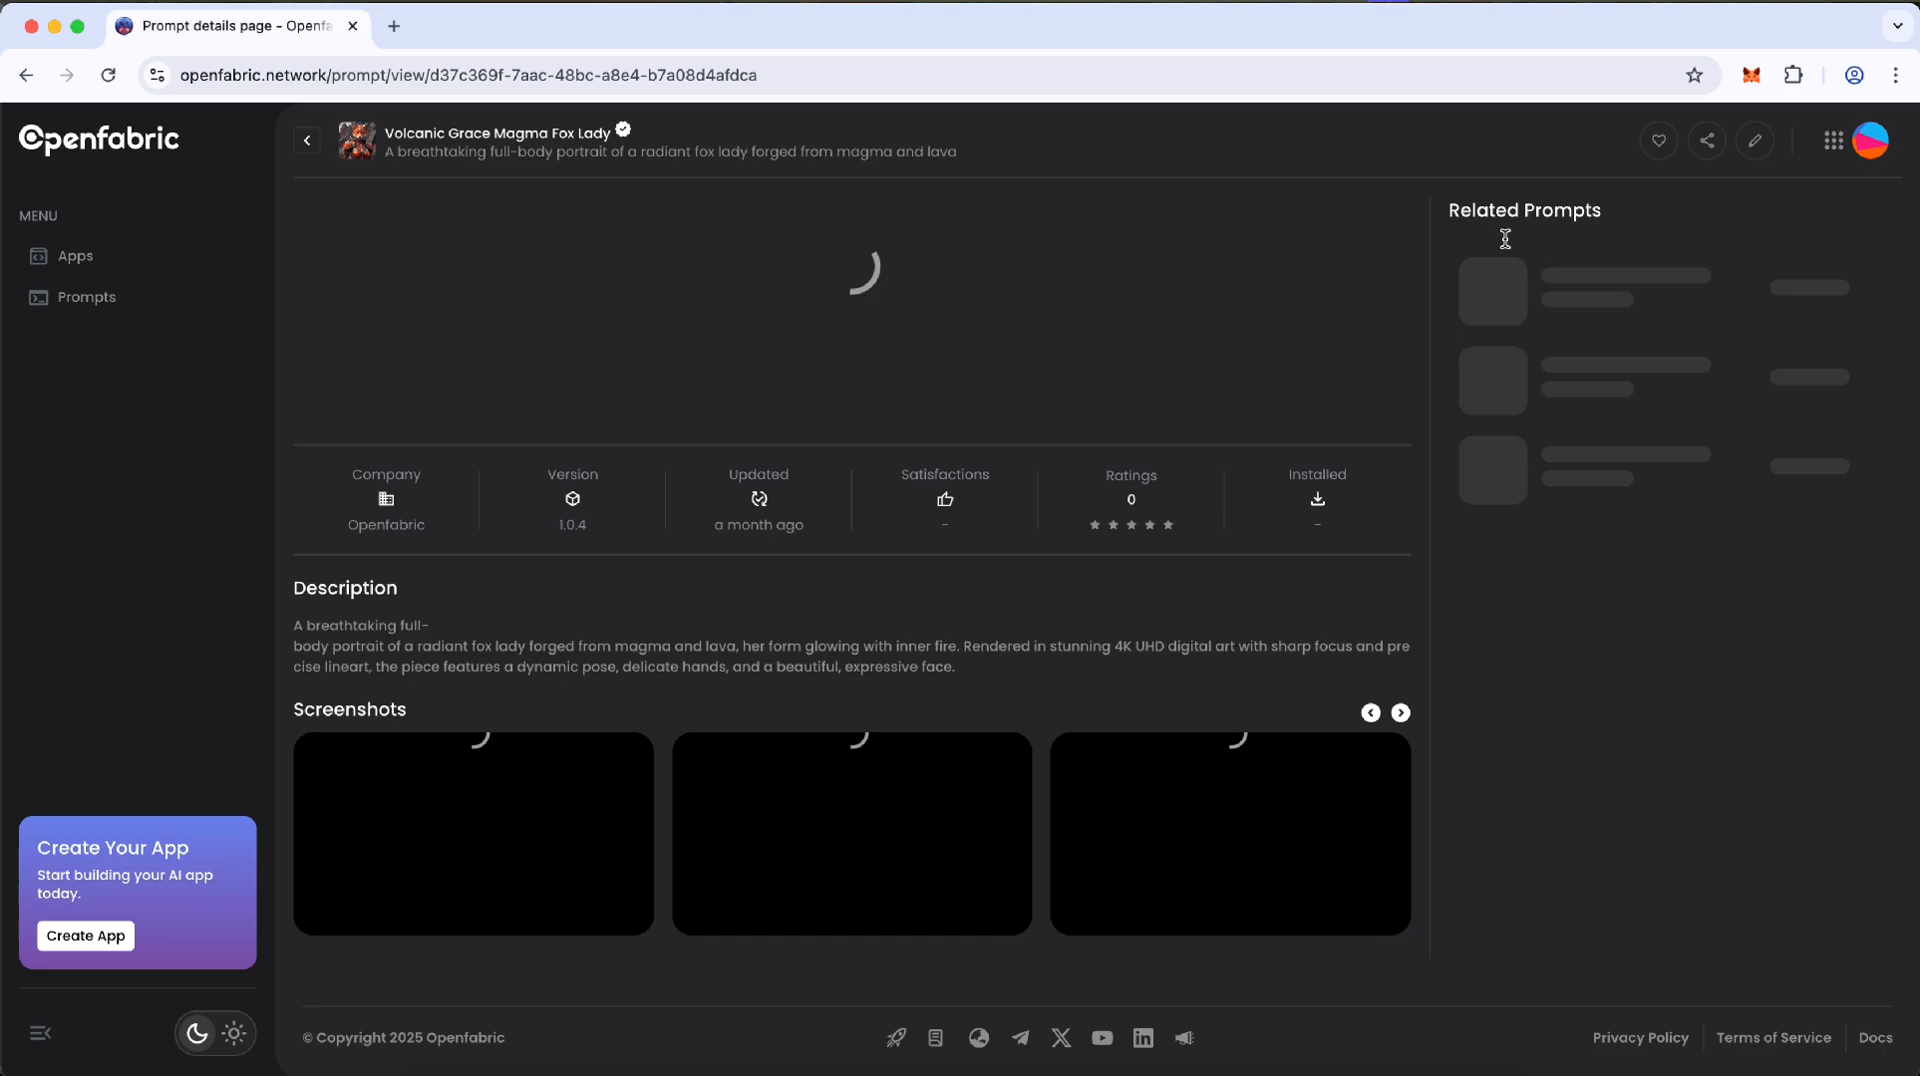 Prompt details page - Openfa
openfabric.network/prompt/view/d37c369f-7aac-48bc-a8e4-b7a08d4afdca
Openfabric
Volcanic Grace Magma Fox Lady
A breathtaking full-body portrait of a radiant fox lady forged from magma and lava
MENU
Apps
Prompts
Related Prompts
Company
Version
Updated
Satisfactions
Ratings
Installed
0
Openfabric
1.0.4
a month ago
-
-
Description
A breathtaking full-
body portrait of a radiant fox lady forged from magma and lava, her form glowing with inner fire. Rendered in stunning 4K UHD digital art with sharp focus and pre
cise lineart, the piece features a dynamic pose, delicate hands, and a beautiful, expressive face.
Screenshots
Create Your App
Start building your AI app
today.
Create App
© Copyright 2025 Openfabric
Privacy Policy
Terms of Service
Docs